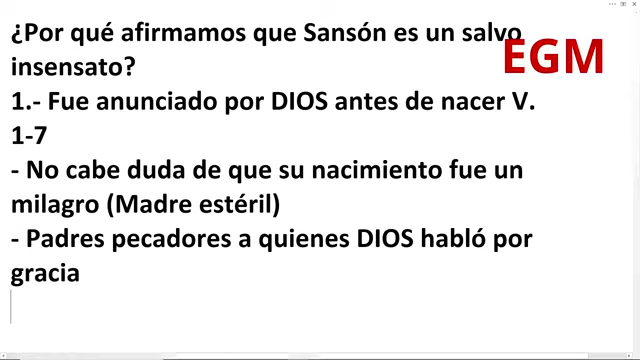 ¿Por qué afirmamos que Sansón es un salvo
EGM
insensato?
1.- Fue anunciado por DIOS antes de nacer V.
1-7
- No cabe duda de que su nacimiento fue un
milagro (Madre estéril)
- Padres pecadores a quienes DIOS habló por
gracia